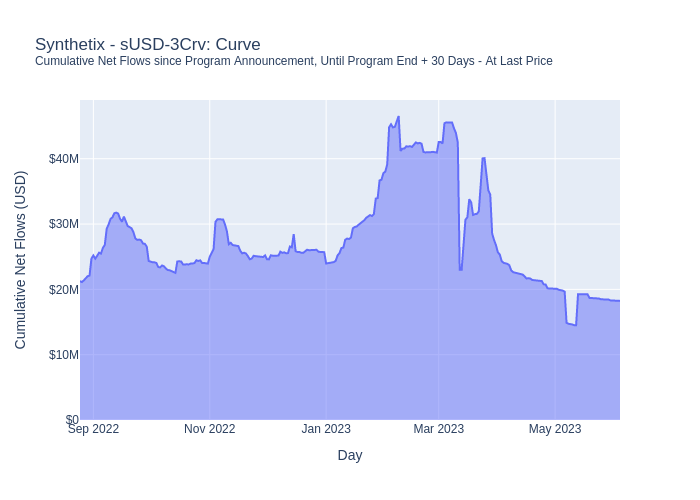 Synthetix - sUSD-3Crv: Curve
Cumulative Net Flows since Program Announcement, Until Program End + 30 Days - At Last Price
Cumulative Net Flows (USD)
$40M
$30M
$20M
$10M
$0
Sep 2022
Nov 2022
Jan 2023
Mar 2023
May 2023
Day